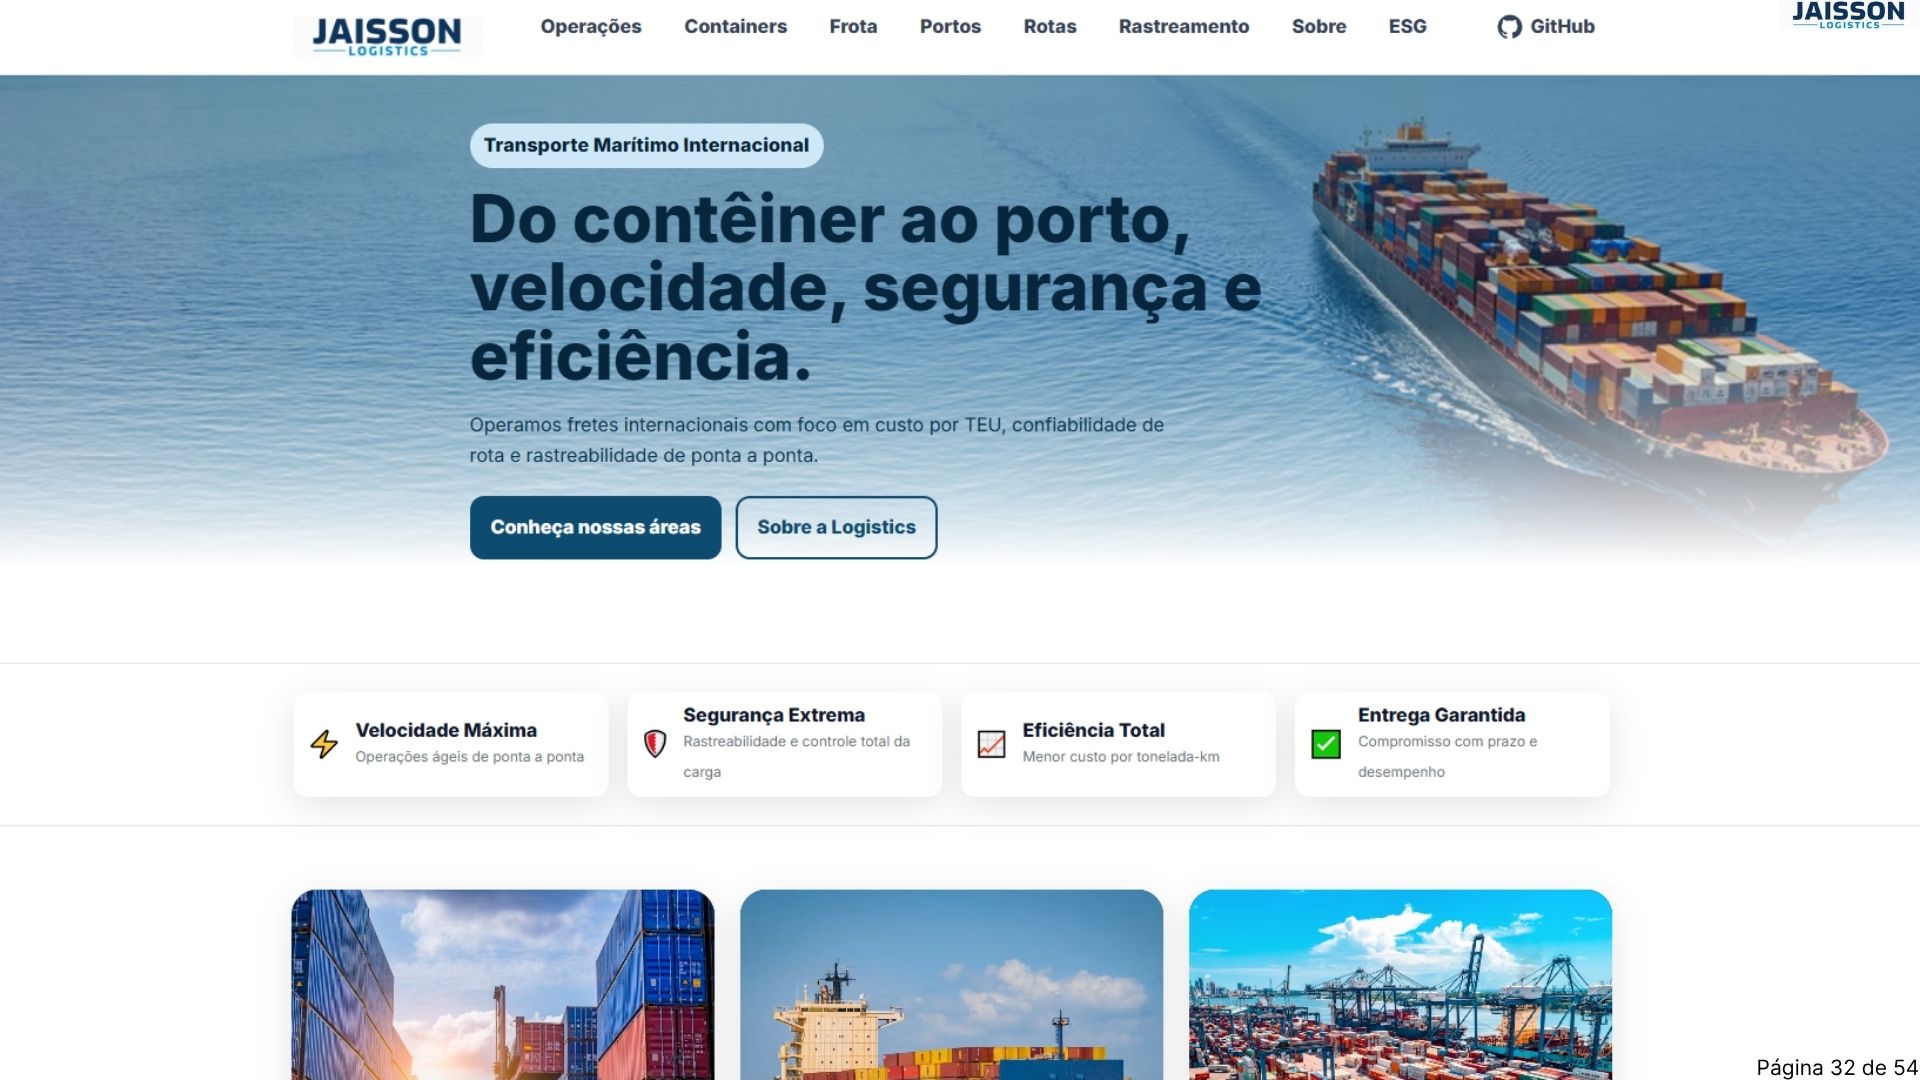 JAISSON
LOGISTICS
Operações
Containers
Frota
Portos
Rotas
Rastreamento
Sobre
ESG
GitHub
JAISSON
LOGISTICS
Transporte Marítimo Internacional
Do contêiner ao porto,
velocidade, segurança e
eficiência.
Operamos fretes internacionais com foco em custo por TEU, confiabilidade de
rota e rastreabilidade de ponta a ponta.
Conheça nossas áreas
Sobre a Logistics
Velocidade Máxima
Operações ágeis de ponta a ponta
Segurança Extrema
Rastreabilidade e controle total da
carga
Eficiência Total
Menor custo por tonelada-km
Entrega Garantida
Compromisso com prazo e
desempenho
Página 32 de 54